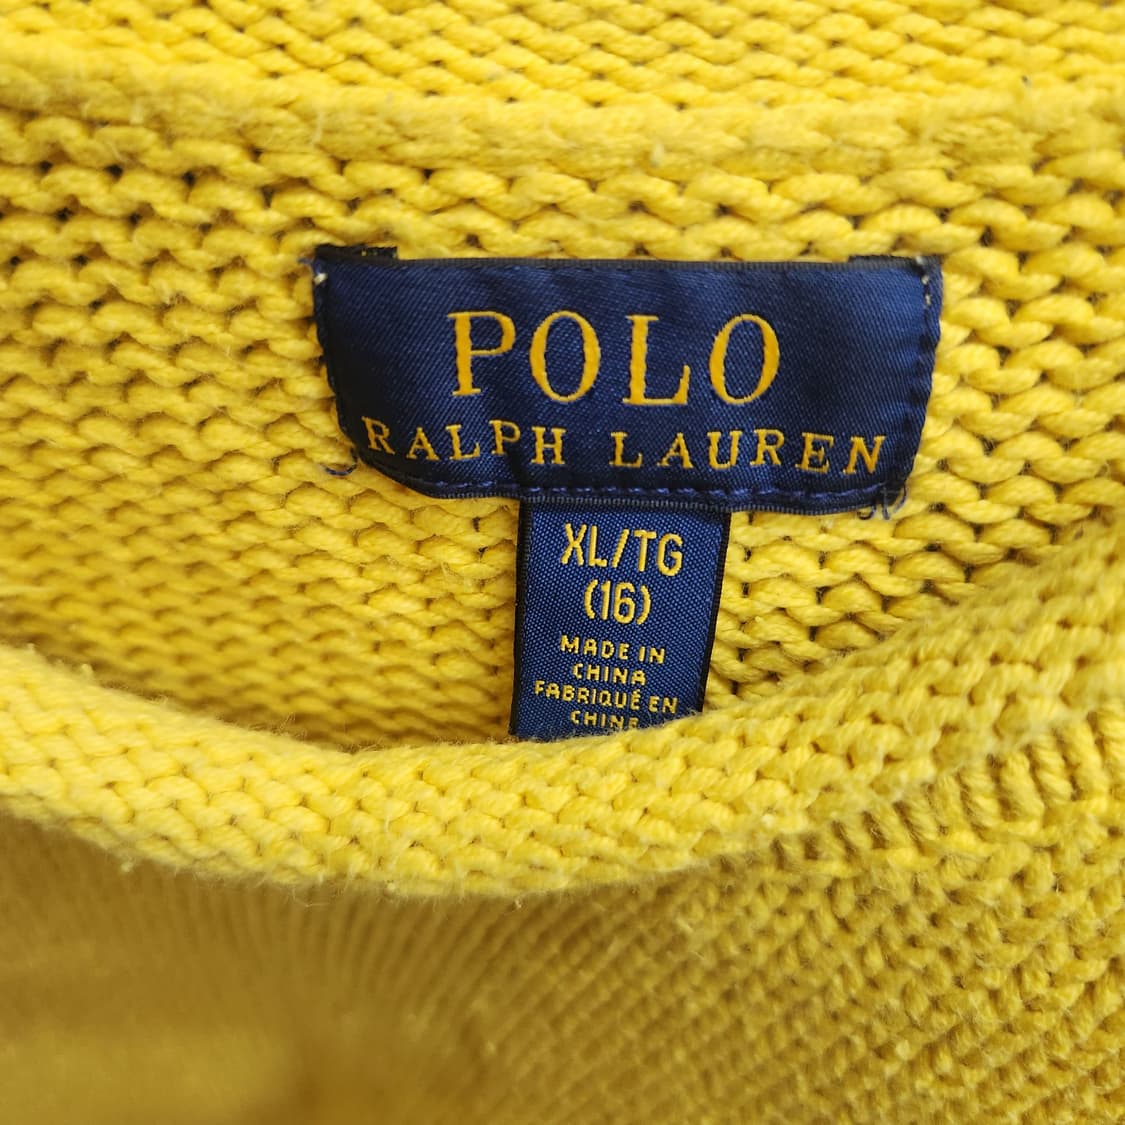 POLO
RALPH LAUREN
XL/TG
(16)
MADE IN
CHINA
FABRIQUÉ EN
CHINE